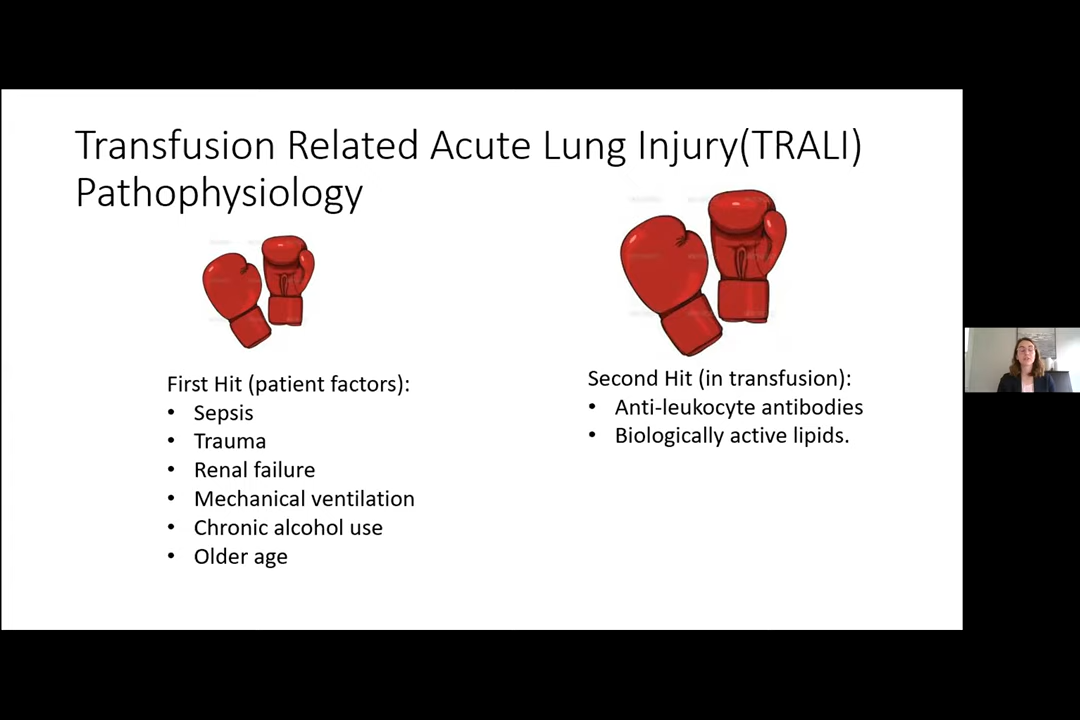 Transfusion Related Acute Lung Injury(TRALI)
Pathophysiology
First Hit (patient factors):
• Sepsis
• Trauma
• Renal failure
• Mechanical ventilation
• Chronic alcohol use
• Older age
Second Hit (in transfusion):
• Anti-leukocyte antibodies
• Biologically active lipids.